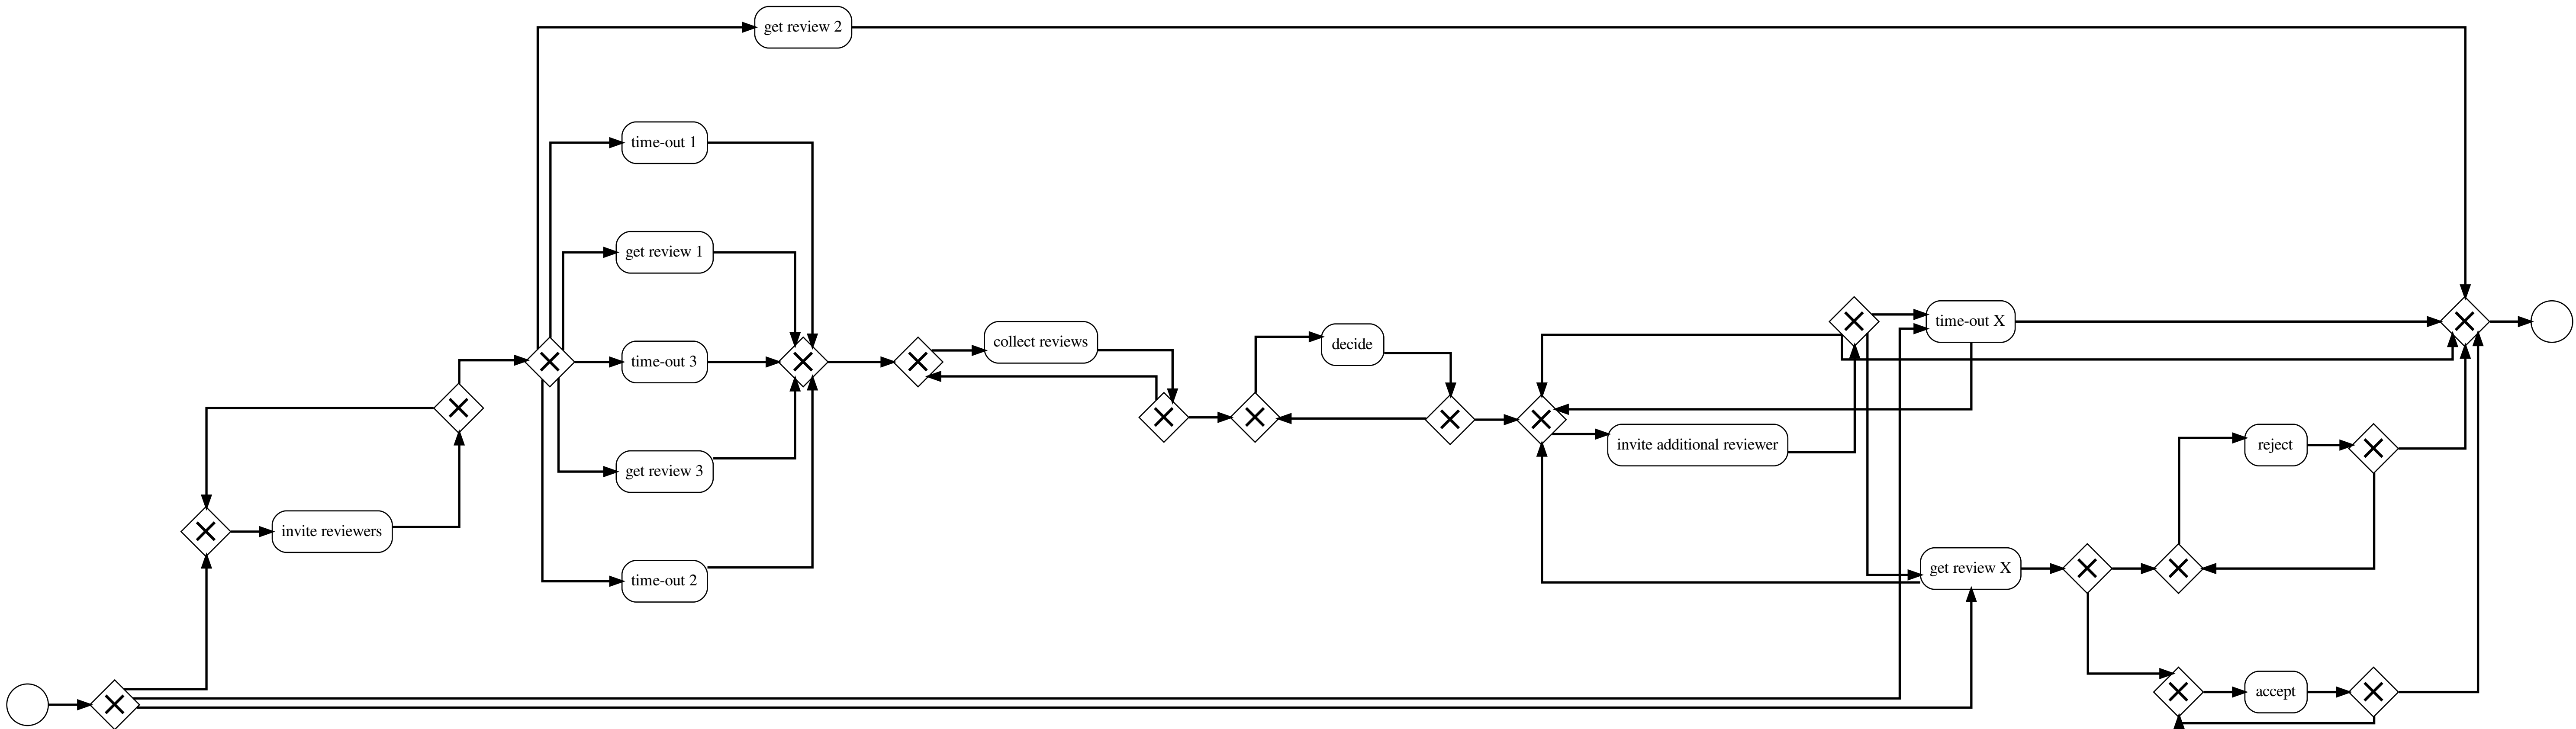 get review 2
time-out 1
get review 1
time-out 3
get review 3
time-out 2
invite reviewers
collect reviews
decide
invite additional reviewer
time-out X
get review X
reject
accept